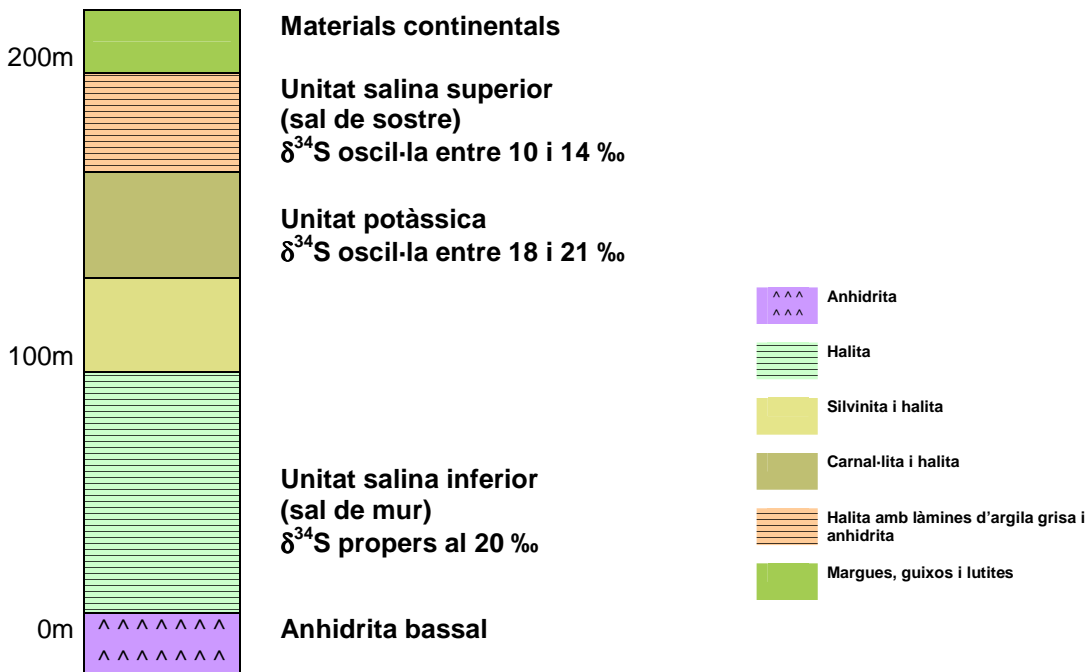 Materials continentals
200m
Unitat salina superior
(sal de sostre)
δ³⁴S oscil·la entre 10 i 14 ‰
Unitat potàssica
δ³⁴S oscil·la entre 18 i 21 ‰
100m
Unitat salina inferior
(sal de mur)
δ³⁴S propers al 20 ‰
0m
Anhidrita bassal
Anhidrita
Halita
Silvinita i halita
Carnal·lita i halita
Halita amb làmines d'argila grisa i
anhidrita
Margues, guixos i lutites